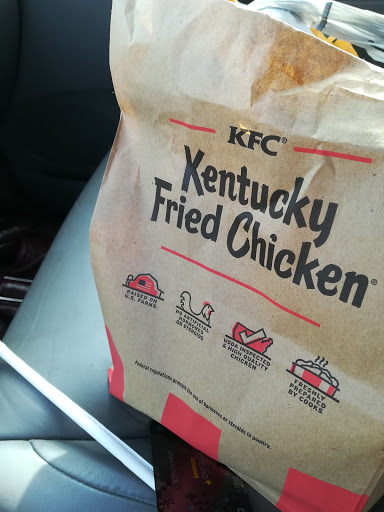 KFC®
Kentucky
Fried Chicken®
RAISED ON
U.S. FARMS
NO ARTIFICIAL
HORMONES
OR STEROIDS
USDA INSPECTED
& HIGH QUALITY
CHICKEN
FRESHLY
PREPARED
BY COOKS
Federal regulations prohibit the use of hormones or steroids in poultry.